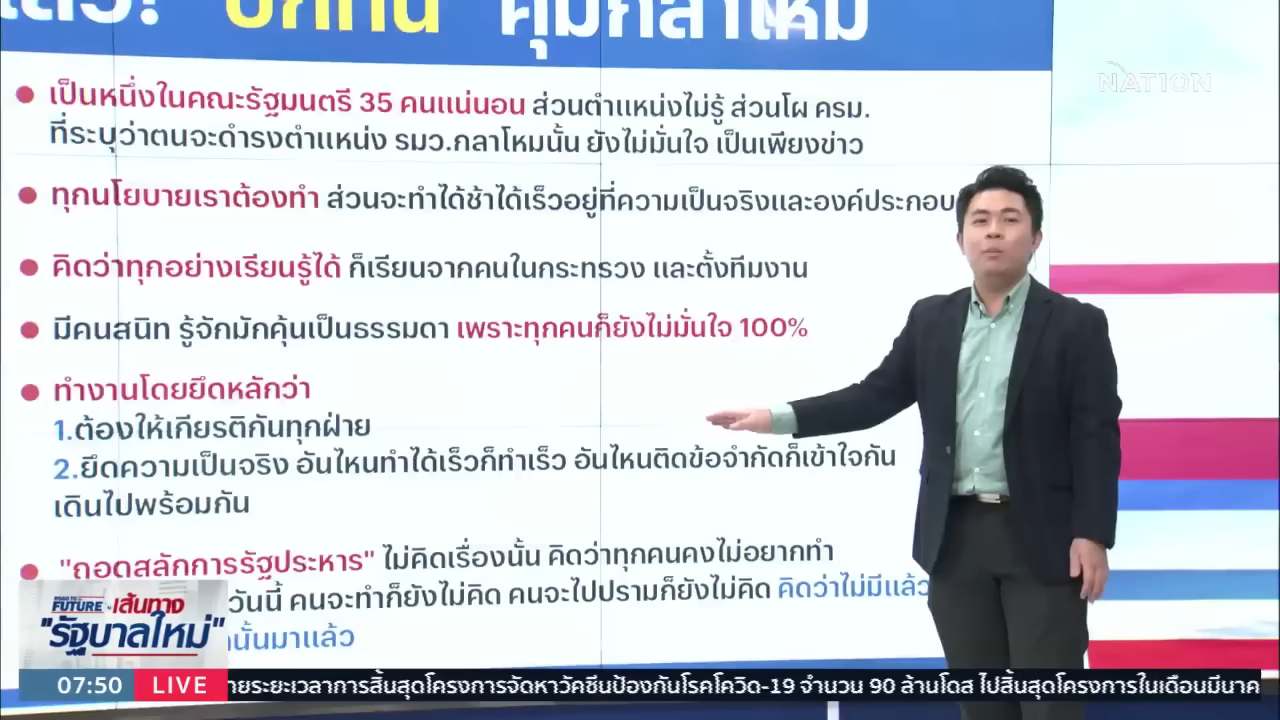 "บิ๊กทิน" คุมกลาโหม
NATION
เป็นหนึ่งในคณะรัฐมนตรี 35 คนแน่นอน ส่วนตำแหน่งไม่รู้ ส่วนโผ ครม.
ที่ระบุว่าตนจะดำรงตำแหน่ง รมว.กลาโหมนั้น ยังไม่มั่นใจ เป็นเพียงข่าว
ทุกนโยบายเราต้องทำ ส่วนจะทำได้ช้าได้เร็วอยู่ที่ความเป็นจริงและองค์ประกอบ
คิดว่าทุกอย่างเรียนรู้ได้ ก็เรียนจากคนในกระทรวง และตั้งทีมงาน
มีคนสนิท รู้จักมักคุ้นเป็นธรรมดา เพราะทุกคนก็ยังไม่มั่นใจ 100%
ทำงานโดยยึดหลักว่า
1.ต้องให้เกียรติกันทุกฝ่าย
2.ยึดความเป็นจริง อันไหนทำได้เร็วก็ทำเร็ว อันไหนติดข้อจำกัดก็เข้าใจกัน
เดินไปพร้อมกัน
"ถอดสลักการรัฐประหาร" ไม่คิดเรื่องนั้น คิดว่าทุกคนคงไม่อยากทำ
วันนี้ คนจะทำก็ยังไม่คิด คนจะไปปรามก็ยังไม่คิด คิดว่าไม่มีแล้ว
นั้นมาแล้ว
ROAD TO FUTURE เส้นทาง
"รัฐบาลใหม่"
07:50 LIVE ายระยะเวลาการสิ้นสุดโครงการจัดหาวัคซีนป้องกันโรคโควิด-19 จำนวน 90 ล้านโดส ไปสิ้นสุดโครงการในเดือนมีนาค